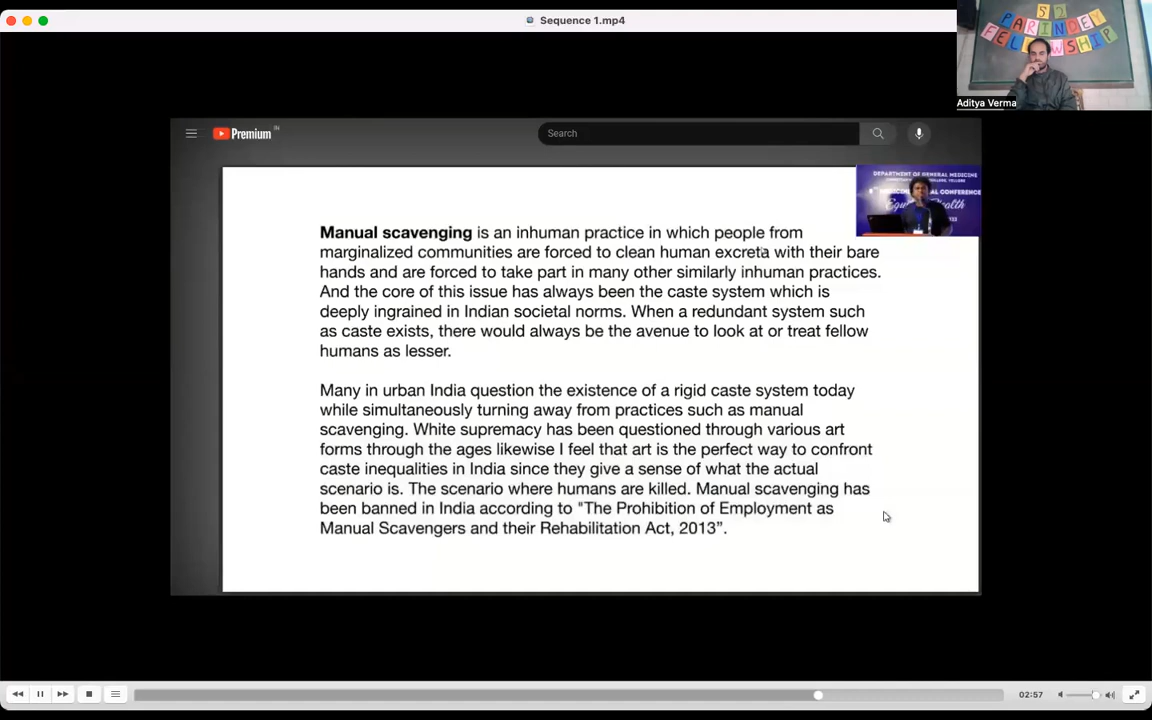 Sequence 1.mp4
52
PARINDEY
FELLOWSHIP
Aditya Verma
Premium IN
Search
DEPARTMENT OF GENERAL MEDICINE
Manual scavenging is an inhuman practice in which people from
marginalized communities are forced to clean human excreta with their bare
hands and are forced to take part in many other similarly inhuman practices.
And the core of this issue has always been the caste system which is
deeply ingrained in Indian societal norms. When a redundant system such
as caste exists, there would always be the avenue to look at or treat fellow
humans as lesser.
Many in urban India question the existence of a rigid caste system today
while simultaneously turning away from practices such as manual
scavenging. White supremacy has been questioned through various art
forms through the ages likewise I feel that art is the perfect way to confront
caste inequalities in India since they give a sense of what the actual
scenario is. The scenario where humans are killed. Manual scavenging has
been banned in India according to "The Prohibition of Employment as
Manual Scavengers and their Rehabilitation Act, 2013”.
02:57